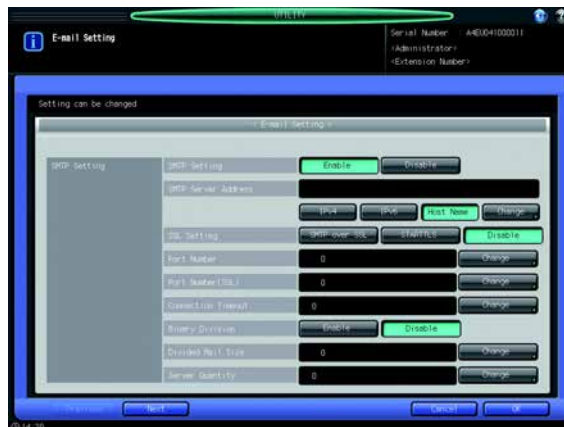 UTILITY
E-mail Setting
Serial Number : A4EU041000011
<Administrator>
<Extension Number>
Setting can be changed
< E-mail Setting >
SMTP Setting
SMTP Setting
Enable
Disable
SMTP Server Address
IPv4
IPv6
Host Name
Change
SSL Setting
SMTP over SSL
STARTTLS
Disable
Port Number
0
Change
Port Number(SSL)
0
Change
Connection Timeout
0
Change
Binary Division
Enable
Disable
Divided Mail Size
0
Change
Server Quantity
0
Change
Previous
Next
Cancel
OK